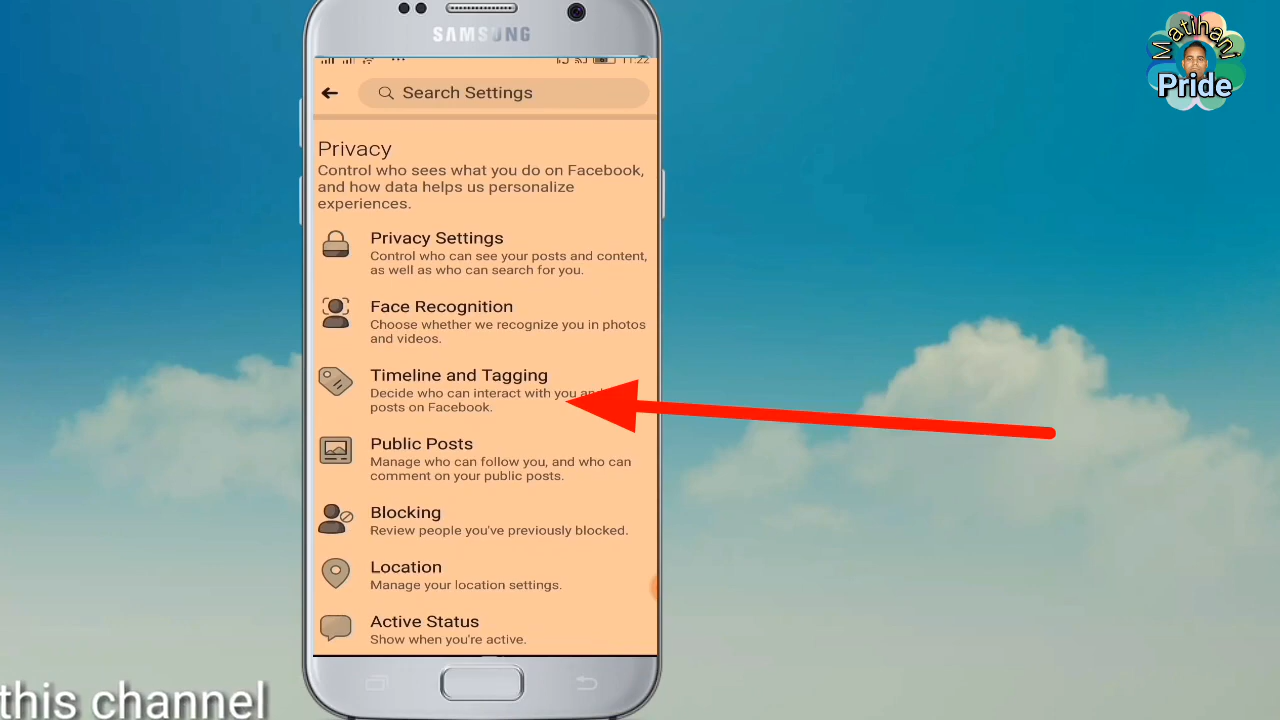 SAMSUNG
11:22
Search Settings
Privacy
Control who sees what you do on Facebook,
and how data helps us personalize
experiences.
Privacy Settings
Control who can see your posts and content,
as well as who can search for you.
Face Recognition
Choose whether we recognize you in photos
and videos.
Timeline and Tagging
Decide who can interact with you and
posts on Facebook.
Public Posts
Manage who can follow you, and who can
comment on your public posts.
Blocking
Review people you've previously blocked.
Location
Manage your location settings.
Active Status
Show when you're active.
Matihani
Pride
this channel